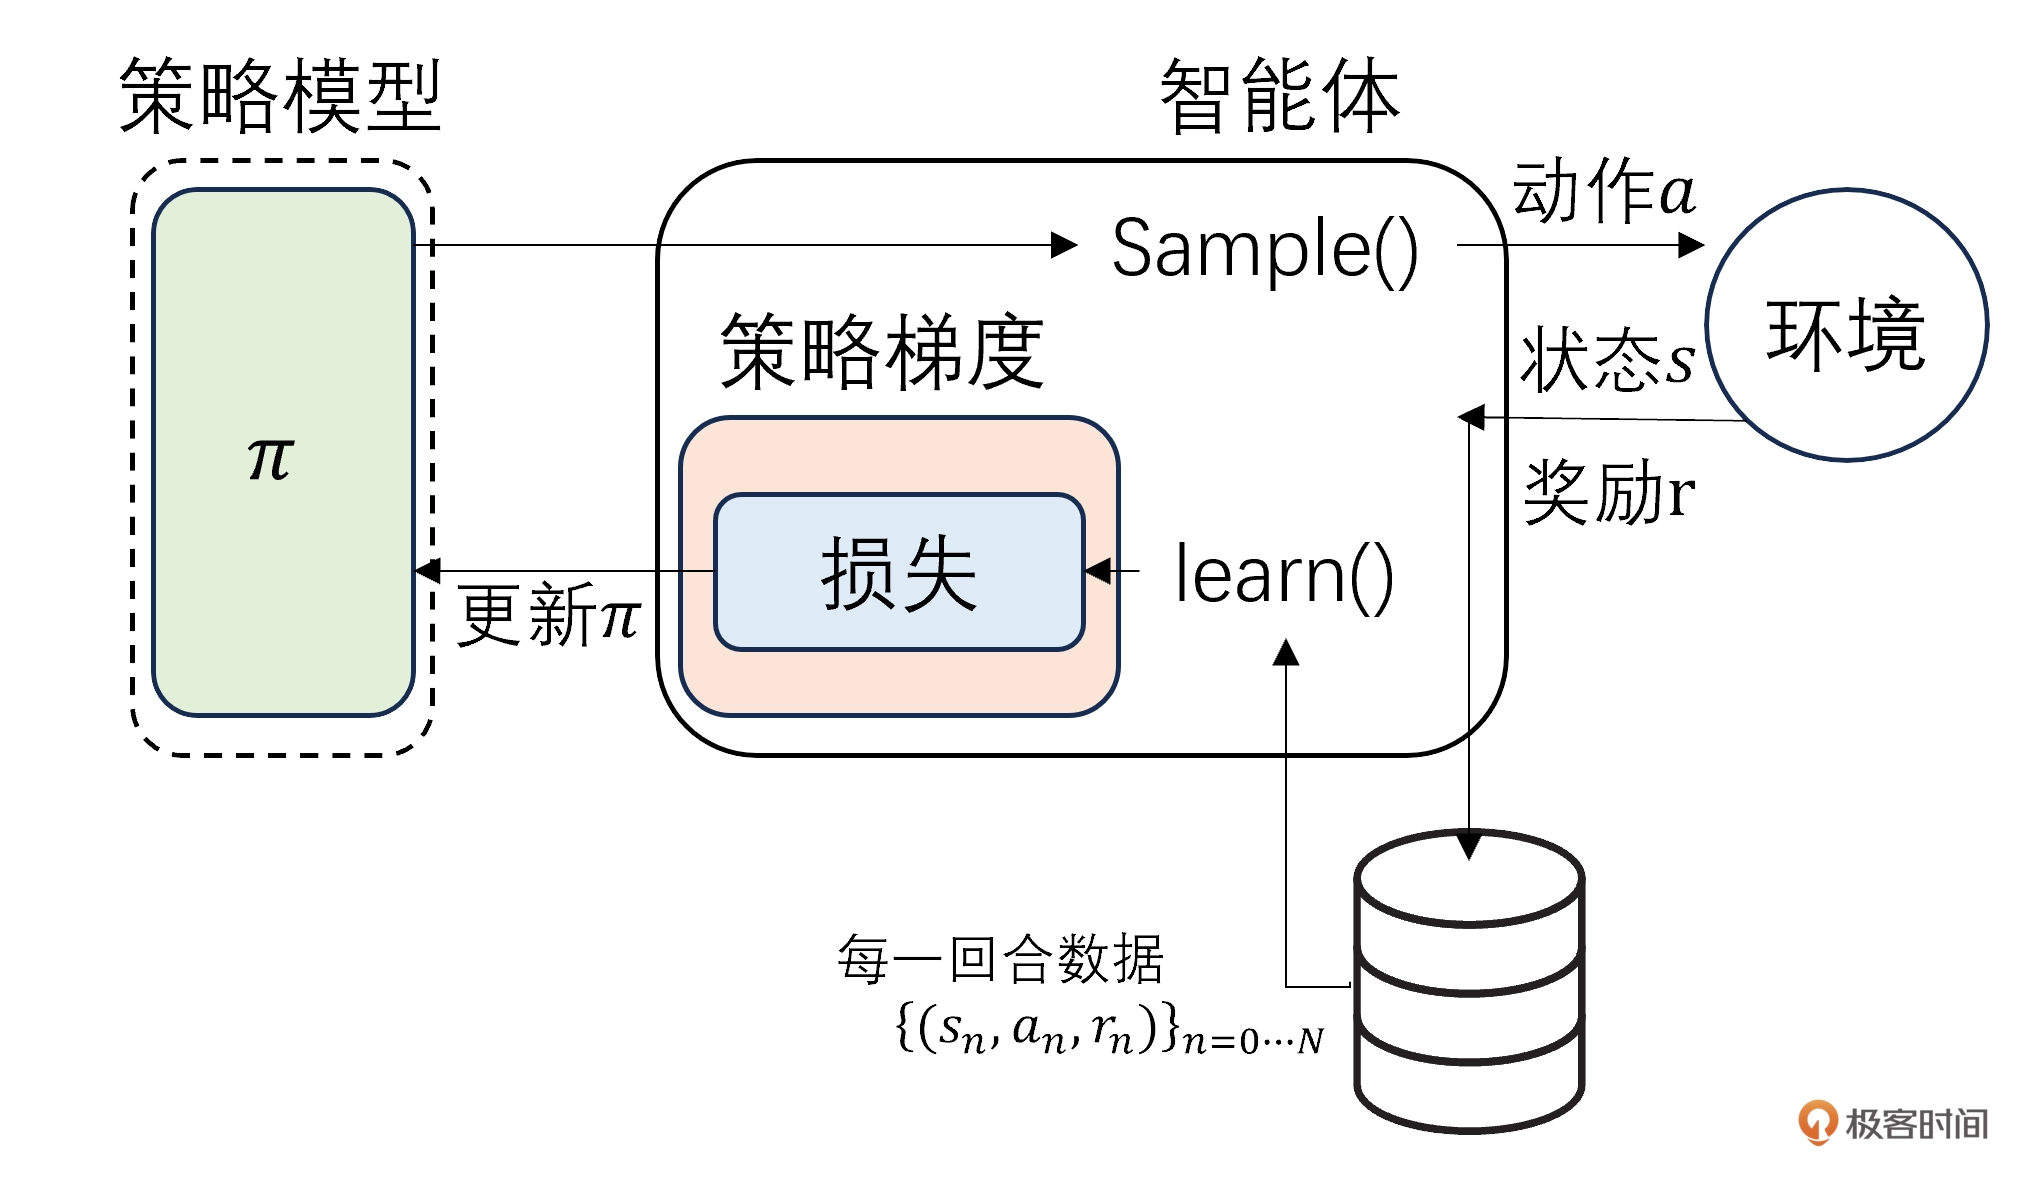 策略模型
智能体
动作a
Sample()
策略梯度
环境
状态s
π
奖励r
损失
learn()
更新π
每一回合数据
{(sₙ, aₙ, rₙ)}ₙ₌₀...N
极客时间